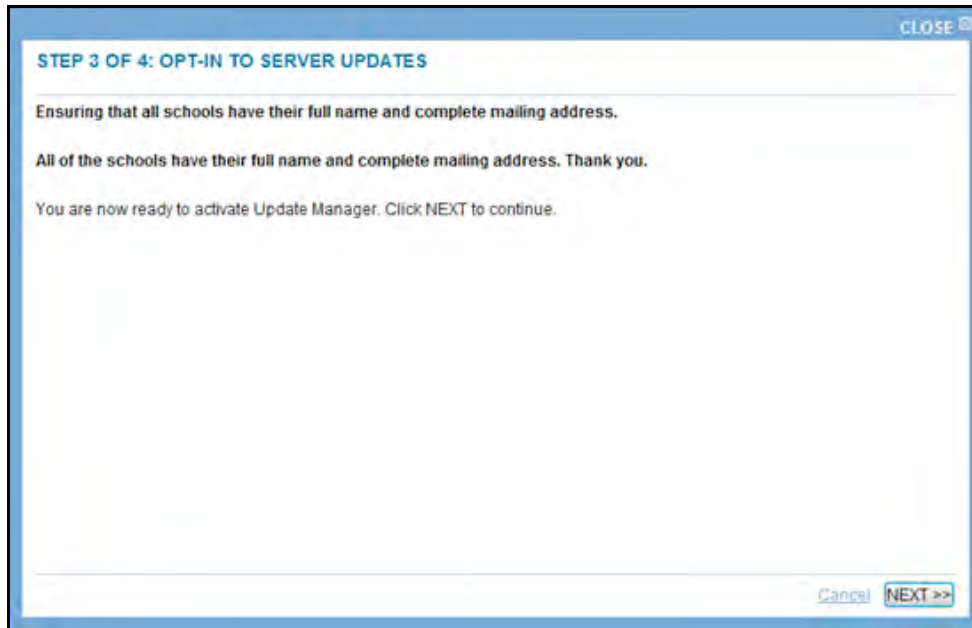 CLOSE
STEP 3 OF 4: OPT-IN TO SERVER UPDATES
Ensuring that all schools have their full name and complete mailing address.
All of the schools have their full name and complete mailing address. Thank you.
You are now ready to activate Update Manager. Click NEXT to continue.
Cancel NEXT >>